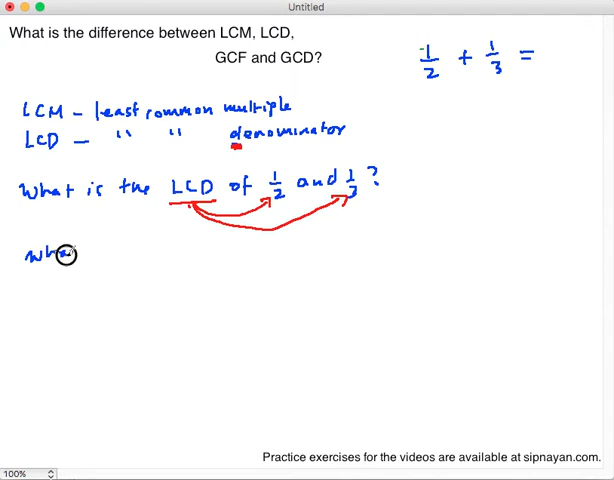 Untitled
What is the difference between LCM, LCD,
GCF and GCD?
1/2 + 1/3 =
LCM - least common multiple
LCD - " " denominator
What is the LCD of 1/2 and 1/3?
wha
Practice exercises for the videos are available at sipnayan.com.
100%